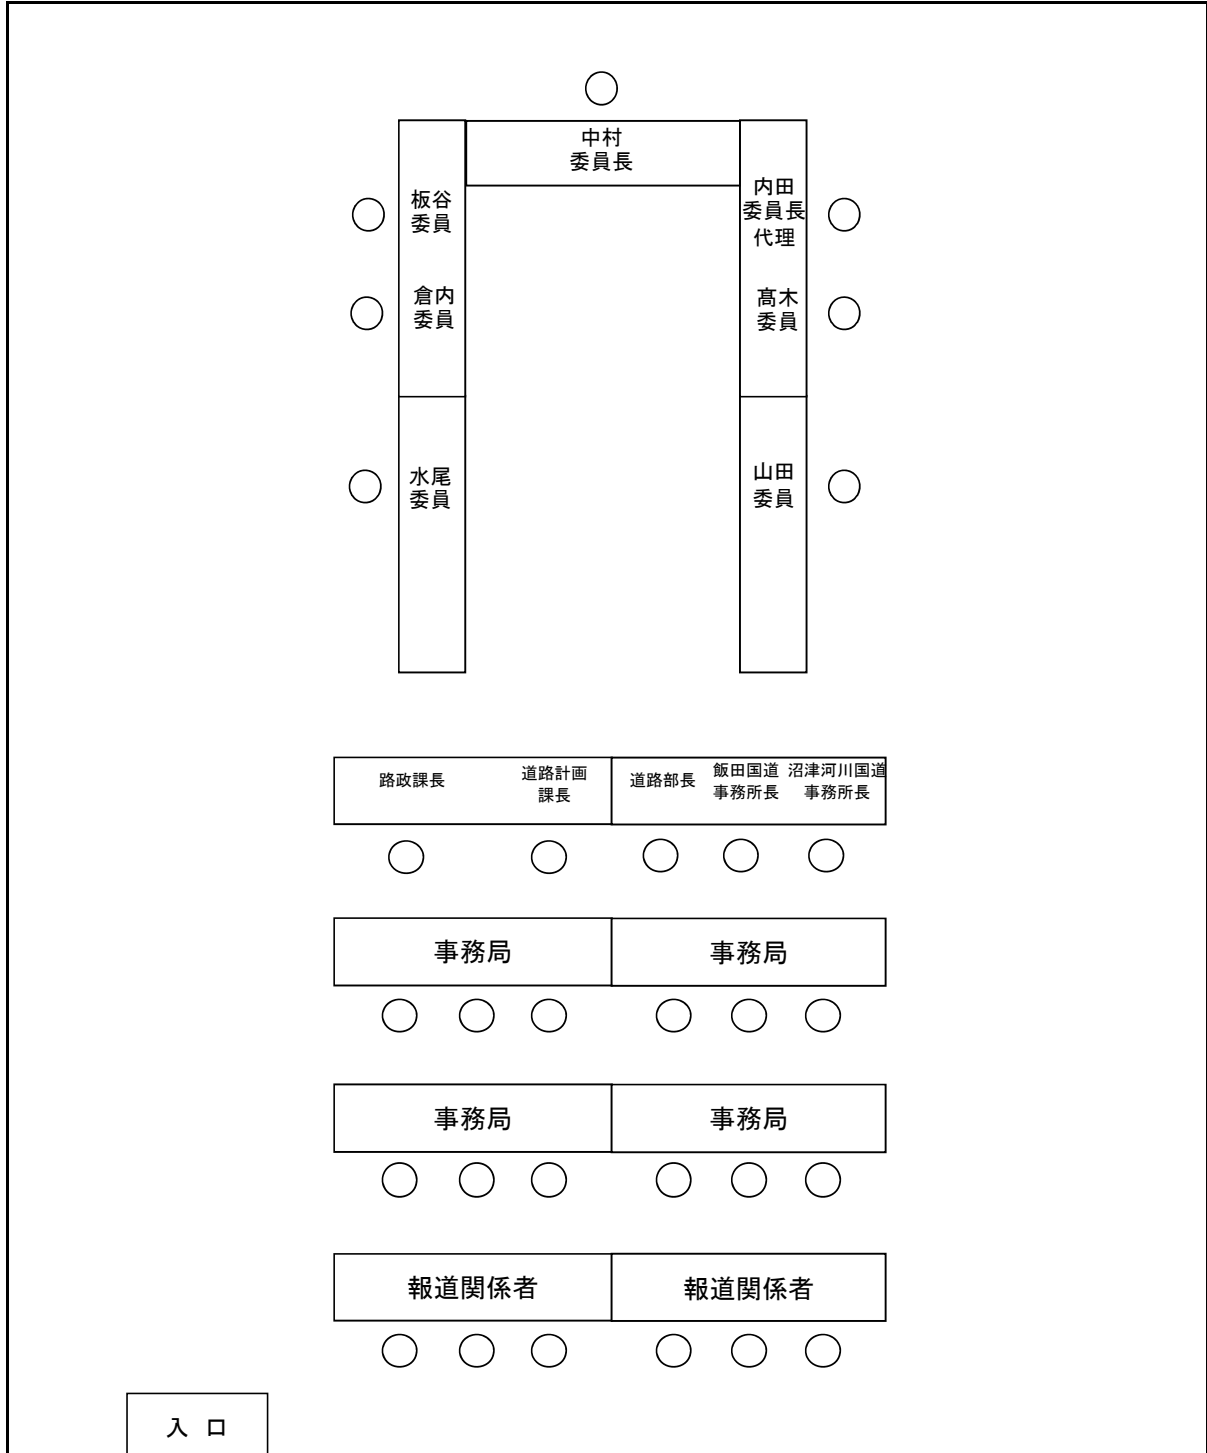 中村
委員長
板谷
委員
内田
委員長
代理
倉内
委員
髙木
委員
水尾
委員
山田
委員
路政課長
道路計画
課長
道路部長
飯田国道
事務所長
沼津河川国道
事務所長
事務局
事務局
事務局
事務局
報道関係者
報道関係者
入 口